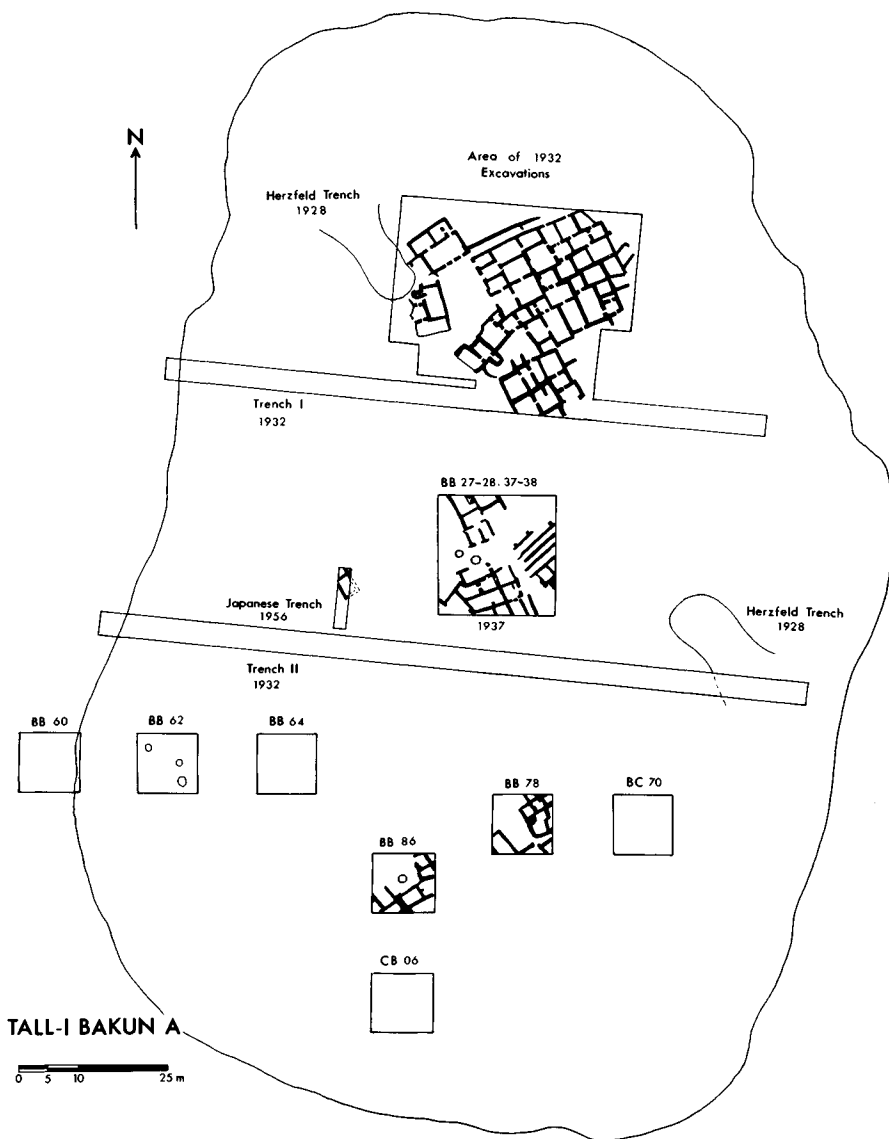 N
Area of 1932
Excavations
Herzfeld Trench
1928
Trench I
1932
BB 27-28. 37-38
1937
Japanese Trench
1956
Herzfeld Trench
1928
Trench II
1932
BB 60
BB 62
BB 64
BB 78
BC 70
BB 86
CB 06
TALL-I BAKUN A
0 5 10 25 m